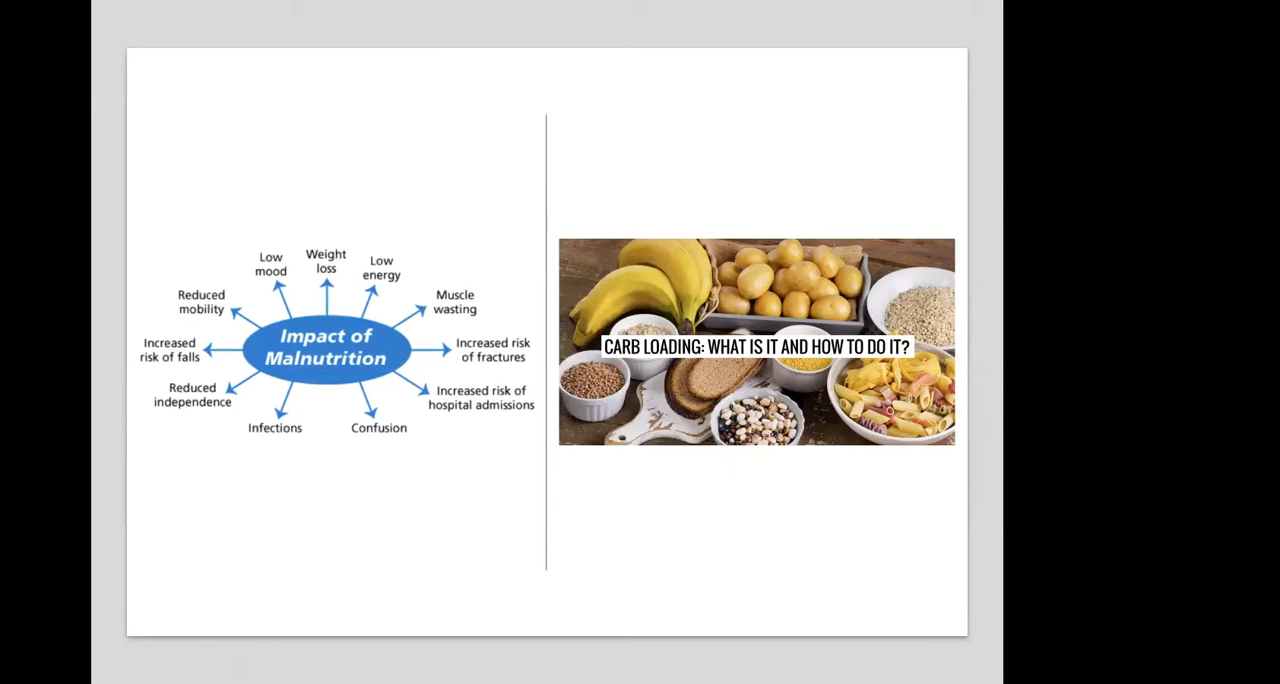 Low
mood
Weight
loss
Low
energy
Reduced
mobility
Muscle
wasting
Increased
risk of falls
Impact of
Malnutrition
Increased risk
of fractures
Reduced
independence
Increased risk of
hospital admissions
Infections
Confusion
CARB LOADING: WHAT IS IT AND HOW TO DO IT?